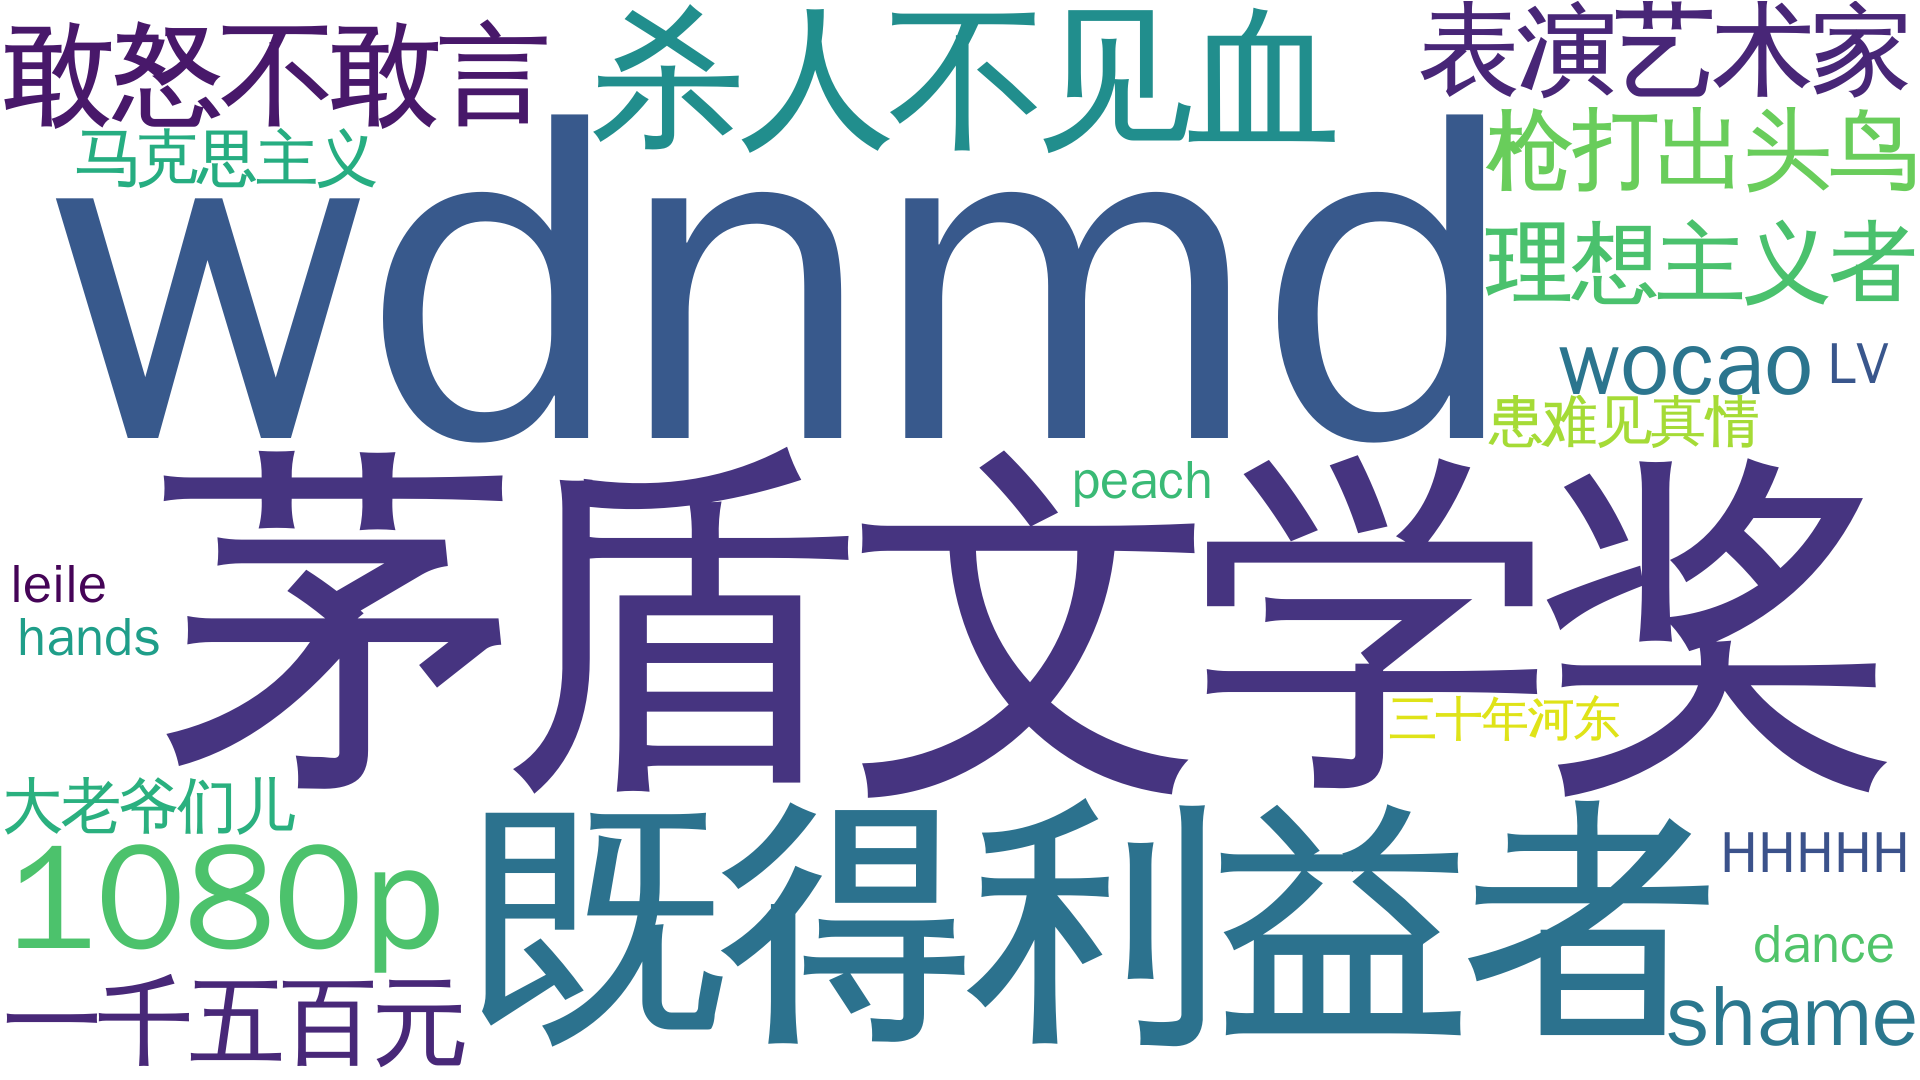 敢怒不敢言
杀人不见血
表演艺术家
马克思主义
枪打出头鸟
wdnmd
理想主义者
wocao
LV
患难见真情
茅盾文学奖
peach
leile
hands
三十年河东
大老爷们儿
既得利益者
HHHHH
1080p
dance
一千五百元
shame